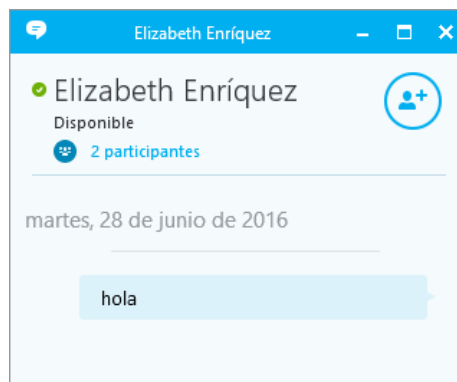 Elizabeth Enríquez
Elizabeth Enríquez
Disponible
2 participantes
martes, 28 de junio de 2016
hola